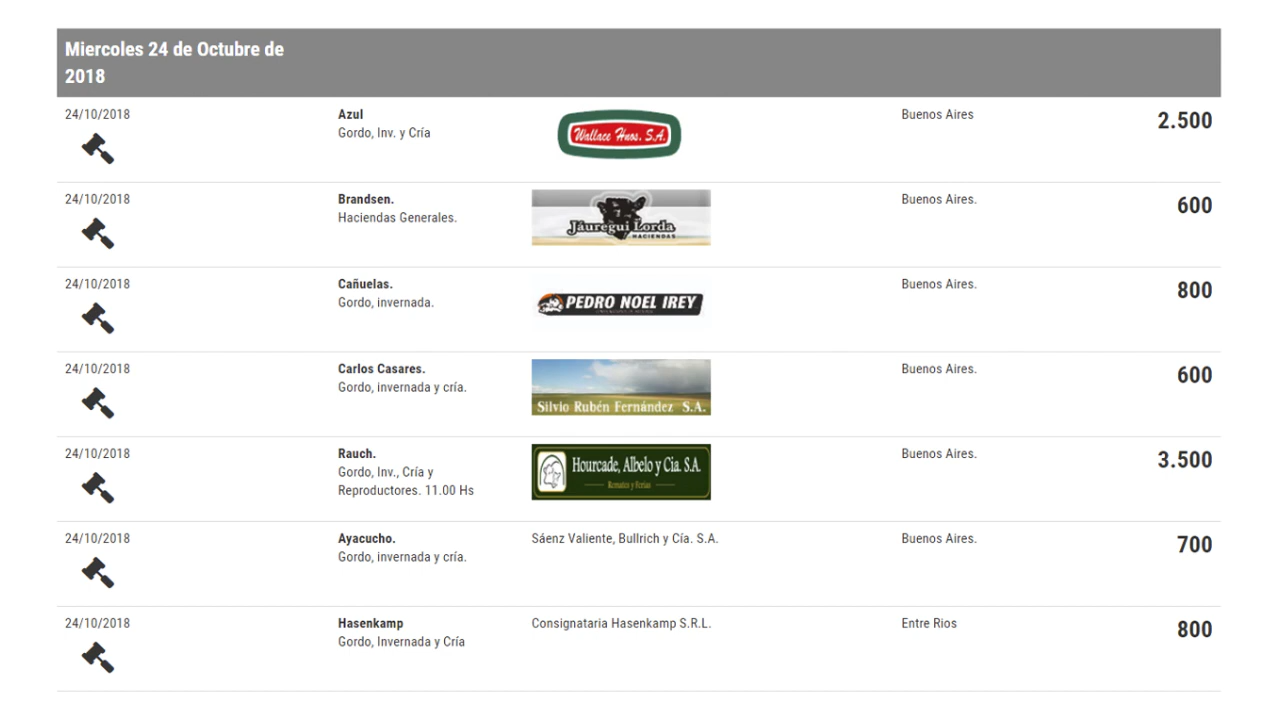 Miercoles 24 de Octubre de
2018
24/10/2018
Azul
Gordo, Inv. y Cría
Wallace Hnos. S.A.
Buenos Aires
2.500
24/10/2018
Brandsen.
Haciendas Generales.
Jáuregui Lorda
HACIENDAS
Buenos Aires.
600
24/10/2018
Cañuelas.
Gordo, invernada.
PEDRO NOEL IREY
Buenos Aires.
800
24/10/2018
Carlos Casares.
Gordo, invernada y cría.
Silvio Rubén Fernández S.A.
Buenos Aires.
600
24/10/2018
Rauch.
Gordo, Inv., Cría y
Reproductores. 11.00 Hs
Hourcade, Albelo y Cia. S.A.
Remates y Ferias
Buenos Aires.
3.500
24/10/2018
Ayacucho.
Gordo, invernada y cría.
Sáenz Valiente, Bullrich y Cía. S.A.
Buenos Aires.
700
24/10/2018
Hasenkamp
Gordo, Invernada y Cría
Consignataria Hasenkamp S.R.L.
Entre Rios
800